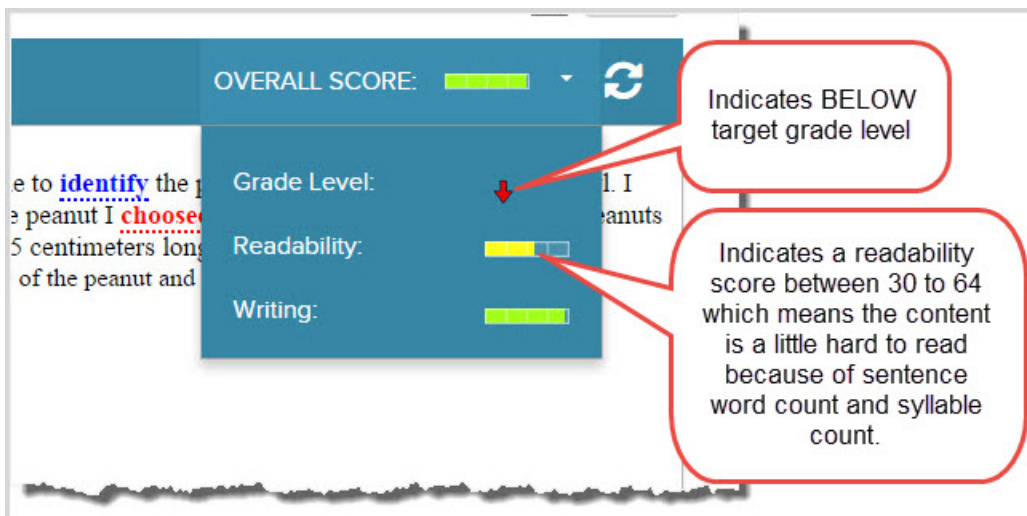 OVERALL SCORE:
Indicates BELOW
target grade level
e to identify the
Grade Level:
l. I
e peanut I choosed
eanuts
5 centimeters long
Readability:
of the peanut and
Writing:
Indicates a readability
score between 30 to 64
which means the content
is a little hard to read
because of sentence
word count and syllable
count.